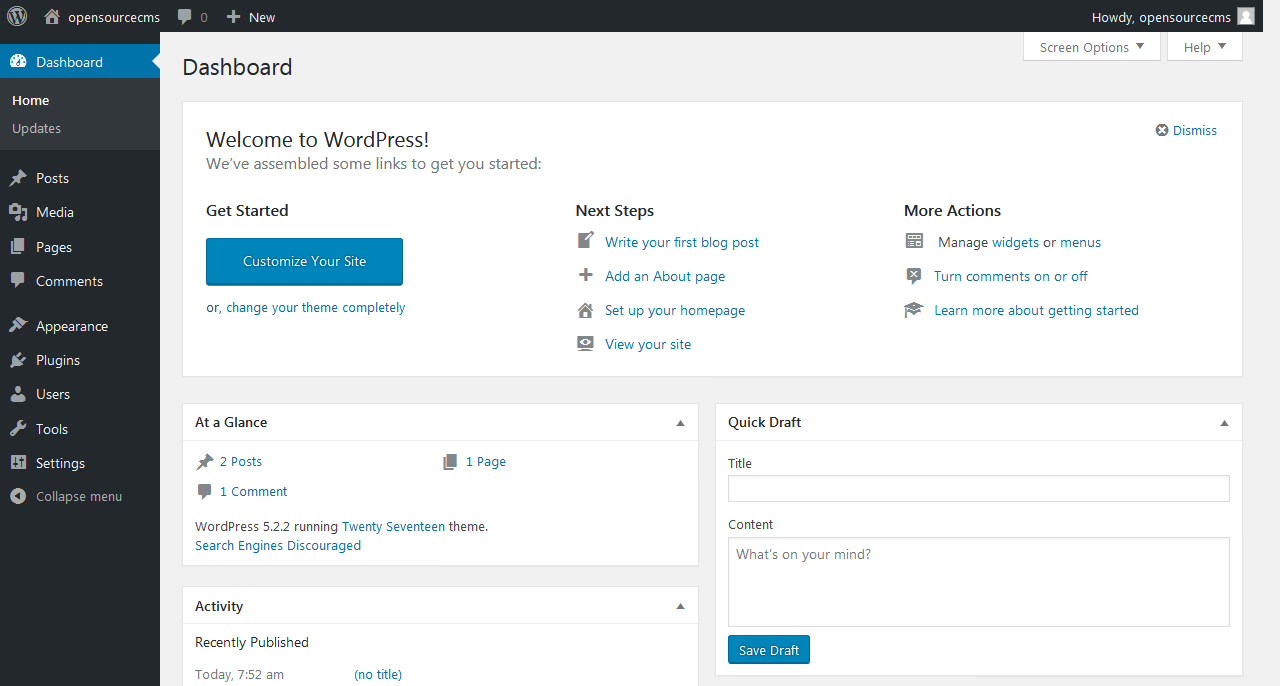 opensourcecms 0 New Howdy, opensourcecms
Screen Options Help
Dashboard
Home
Updates
Posts
Media
Pages
Comments
Appearance
Plugins
Users
Tools
Settings
Collapse menu
Dashboard
Welcome to WordPress!
Dismiss
We've assembled some links to get you started:
Get Started
Customize Your Site
or, change your theme completely
Next Steps
Write your first blog post
Add an About page
Set up your homepage
View your site
More Actions
Manage widgets or menus
Turn comments on or off
Learn more about getting started
At a Glance
2 Posts 1 Page
1 Comment
WordPress 5.2.2 running Twenty Seventeen theme.
Search Engines Discouraged
Activity
Recently Published
Today, 7:52 am (no title)
Quick Draft
Title
Content
What's on your mind?
Save Draft